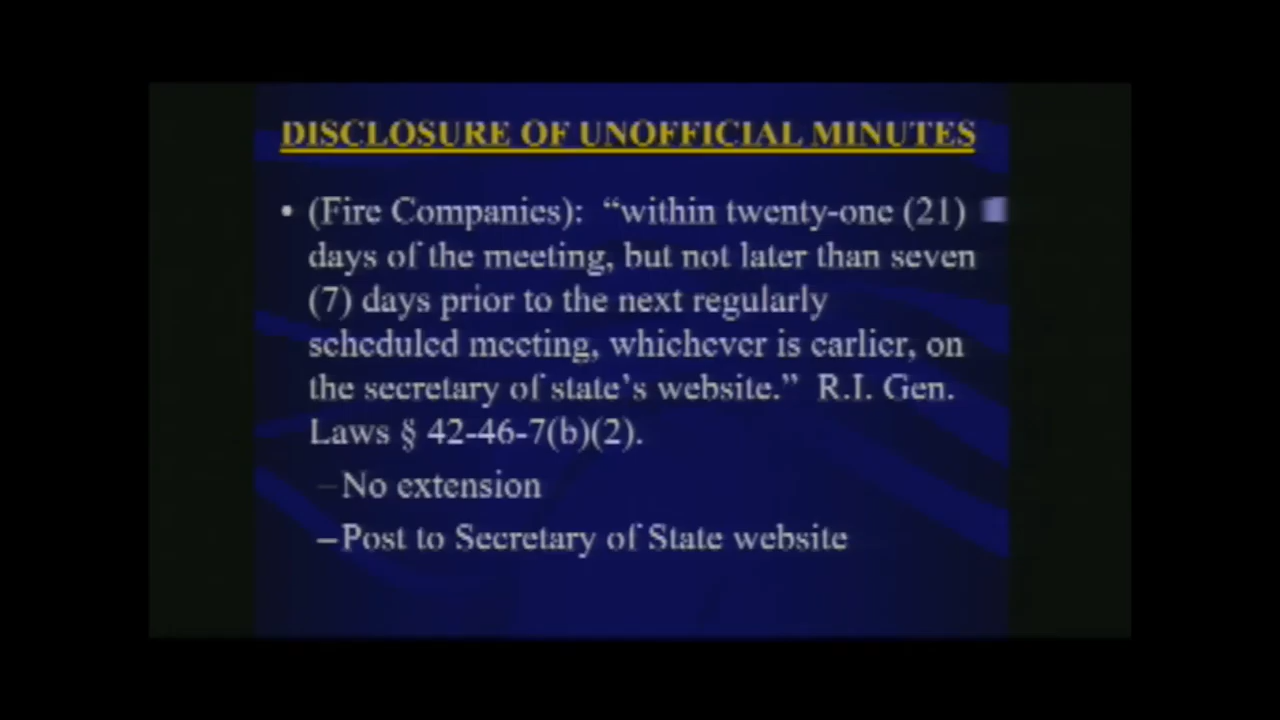 DISCLOSURE OF UNOFFICIAL MINUTES
• (Fire Companies): “within twenty-one (21)
days of the meeting, but not later than seven
(7) days prior to the next regularly
scheduled meeting, whichever is earlier, on
the secretary of state’s website.” R.I. Gen.
Laws § 42-46-7(b)(2).
–No extension
–Post to Secretary of State website